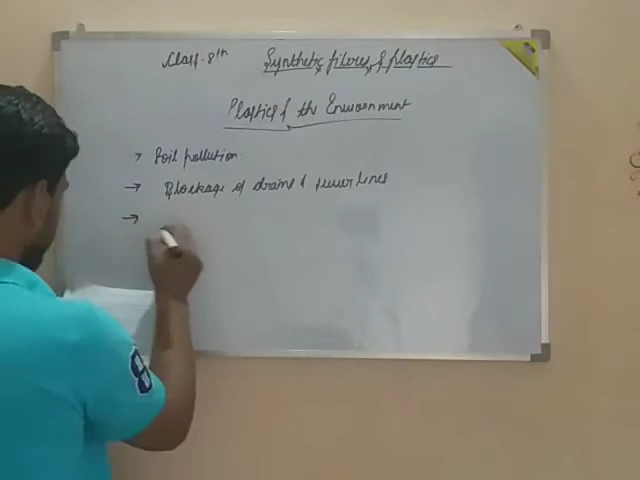 Class-8th Synthetic fibres & plastics
Plastics & the Environment
→ Soil pollution
→ Blockage of drains & sewer lines
→